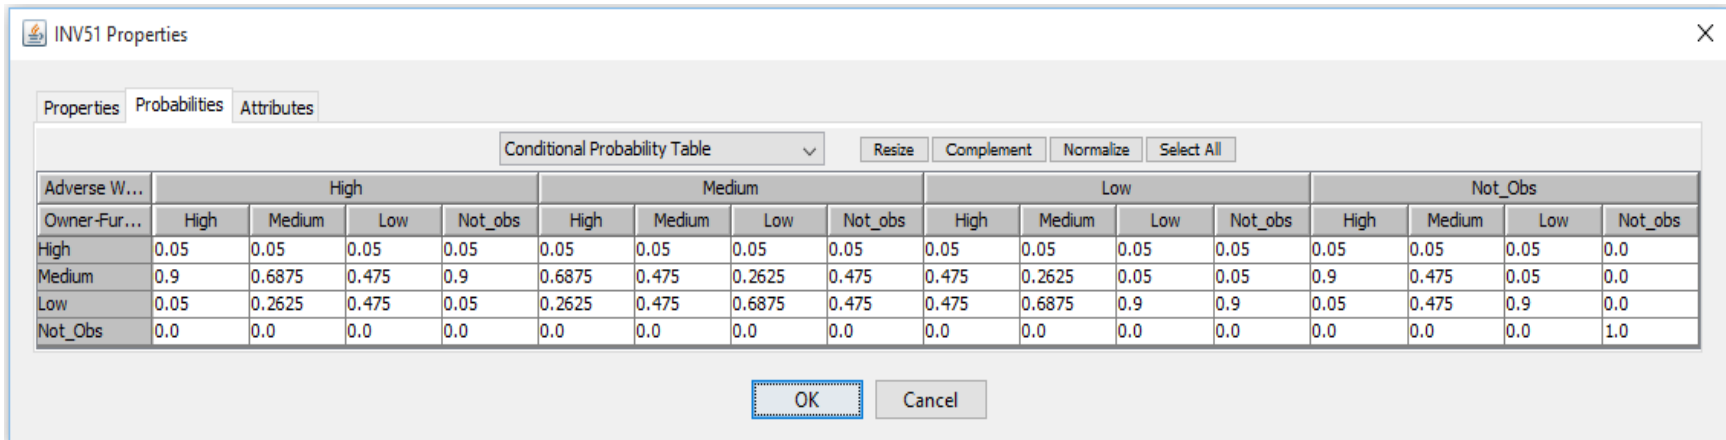 INV51 Properties
Properties Probabilities Attributes
Conditional Probability Table Resize Complement Normalize Select All
Adverse W... High Medium Low Not_Obs
Owner-Fur... High Medium Low Not_obs High Medium Low Not_obs High Medium Low Not_obs High Medium Low Not_obs
High 0.05 0.05 0.05 0.05 0.05 0.05 0.05 0.05 0.05 0.05 0.05 0.05 0.05 0.05 0.05 0.0
Medium 0.9 0.6875 0.475 0.9 0.6875 0.475 0.2625 0.475 0.475 0.2625 0.05 0.05 0.9 0.475 0.05 0.0
Low 0.05 0.2625 0.475 0.05 0.2625 0.475 0.6875 0.475 0.475 0.6875 0.9 0.9 0.05 0.475 0.9 0.0
Not_Obs 0.0 0.0 0.0 0.0 0.0 0.0 0.0 0.0 0.0 0.0 0.0 0.0 0.0 0.0 0.0 1.0
OK Cancel